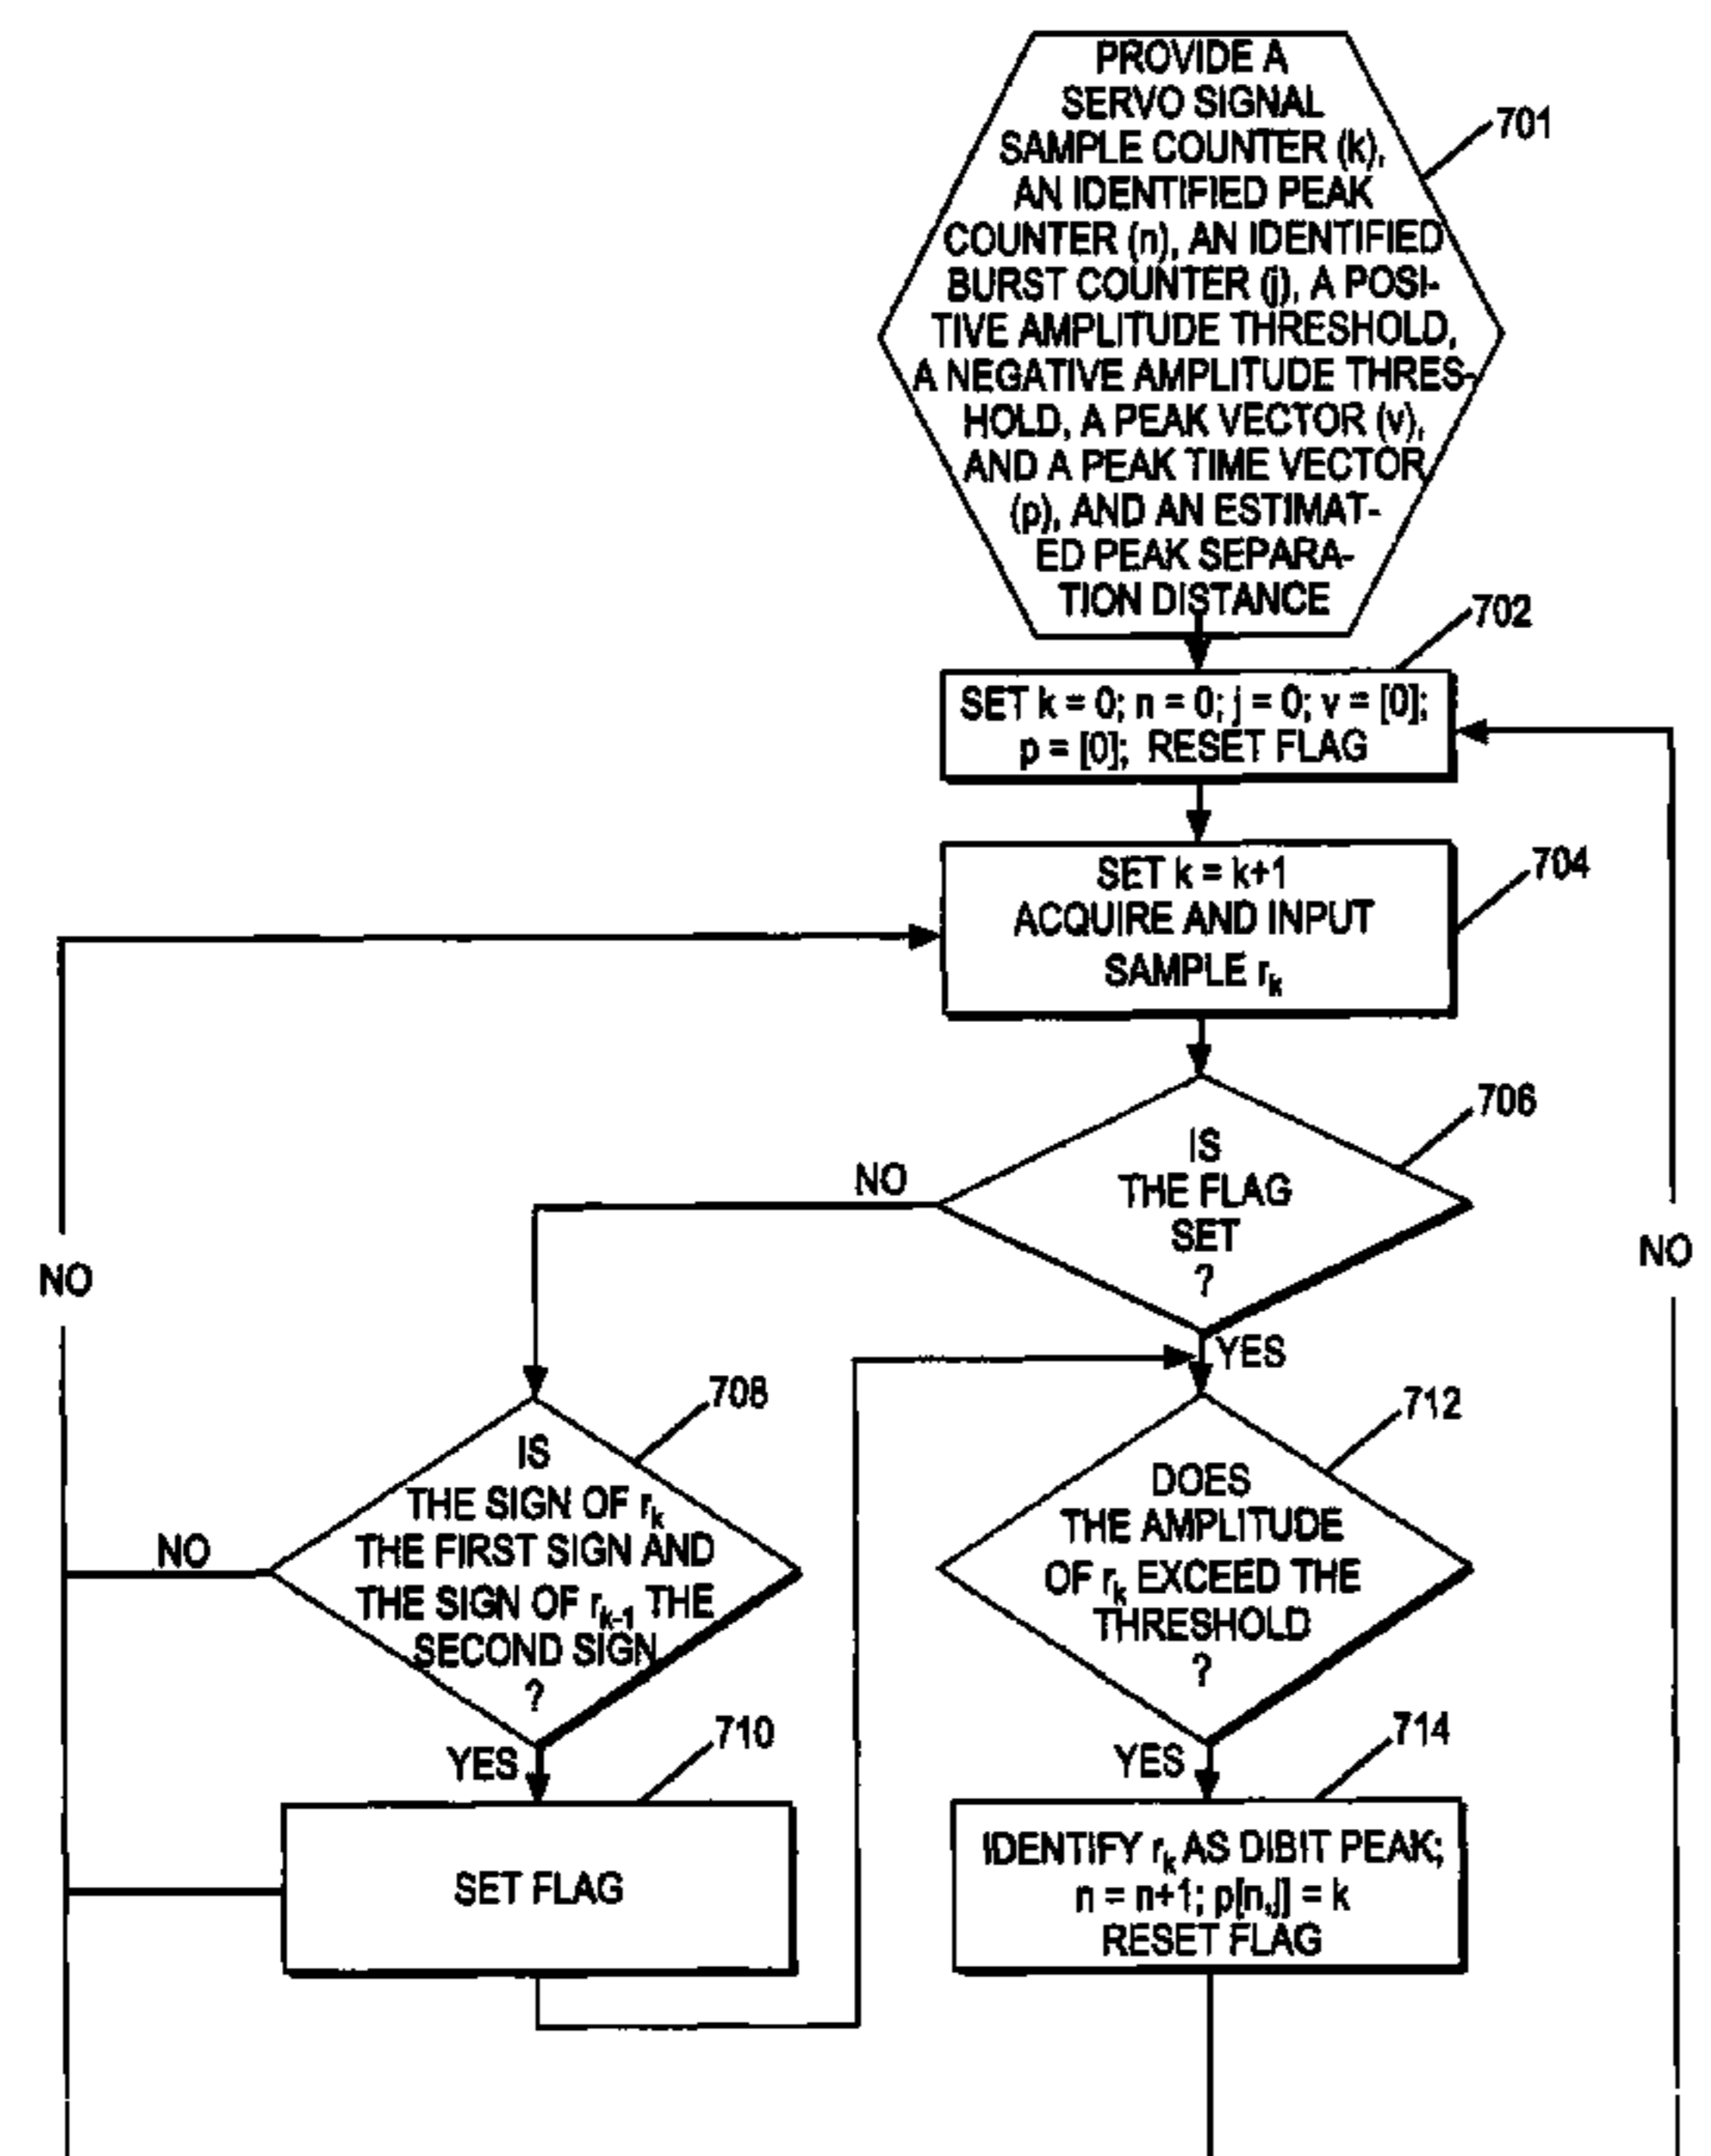 PROVIDE A
SERVO SIGNAL
SAMPLE COUNTER (k),
AN IDENTIFIED PEAK
COUNTER (n), AN IDENTIFIED
BURST COUNTER (j), A POSI-
TIVE AMPLITUDE THRESHOLD,
A NEGATIVE AMPLITUDE THRES-
HOLD, A PEAK VECTOR (v),
AND A PEAK TIME VECTOR
(p), AND AN ESTIMAT-
ED PEAK SEPARA-
TION DISTANCE
701
702
SET k = 0; n = 0; j = 0; v = [0];
p = [0]; RESET FLAG
704
SET k = k+1
ACQUIRE AND INPUT
SAMPLE rk
706
IS
THE FLAG
SET
?
NO
YES
NO
NO
708
IS
THE SIGN OF rk
THE FIRST SIGN AND
THE SIGN OF rk-1 THE
SECOND SIGN
?
NO
YES
712
DOES
THE AMPLITUDE
OF rk EXCEED THE
THRESHOLD
?
YES
710
SET FLAG
714
IDENTIFY rk AS DIBIT PEAK;
n = n+1; p[n,j] = k
RESET FLAG